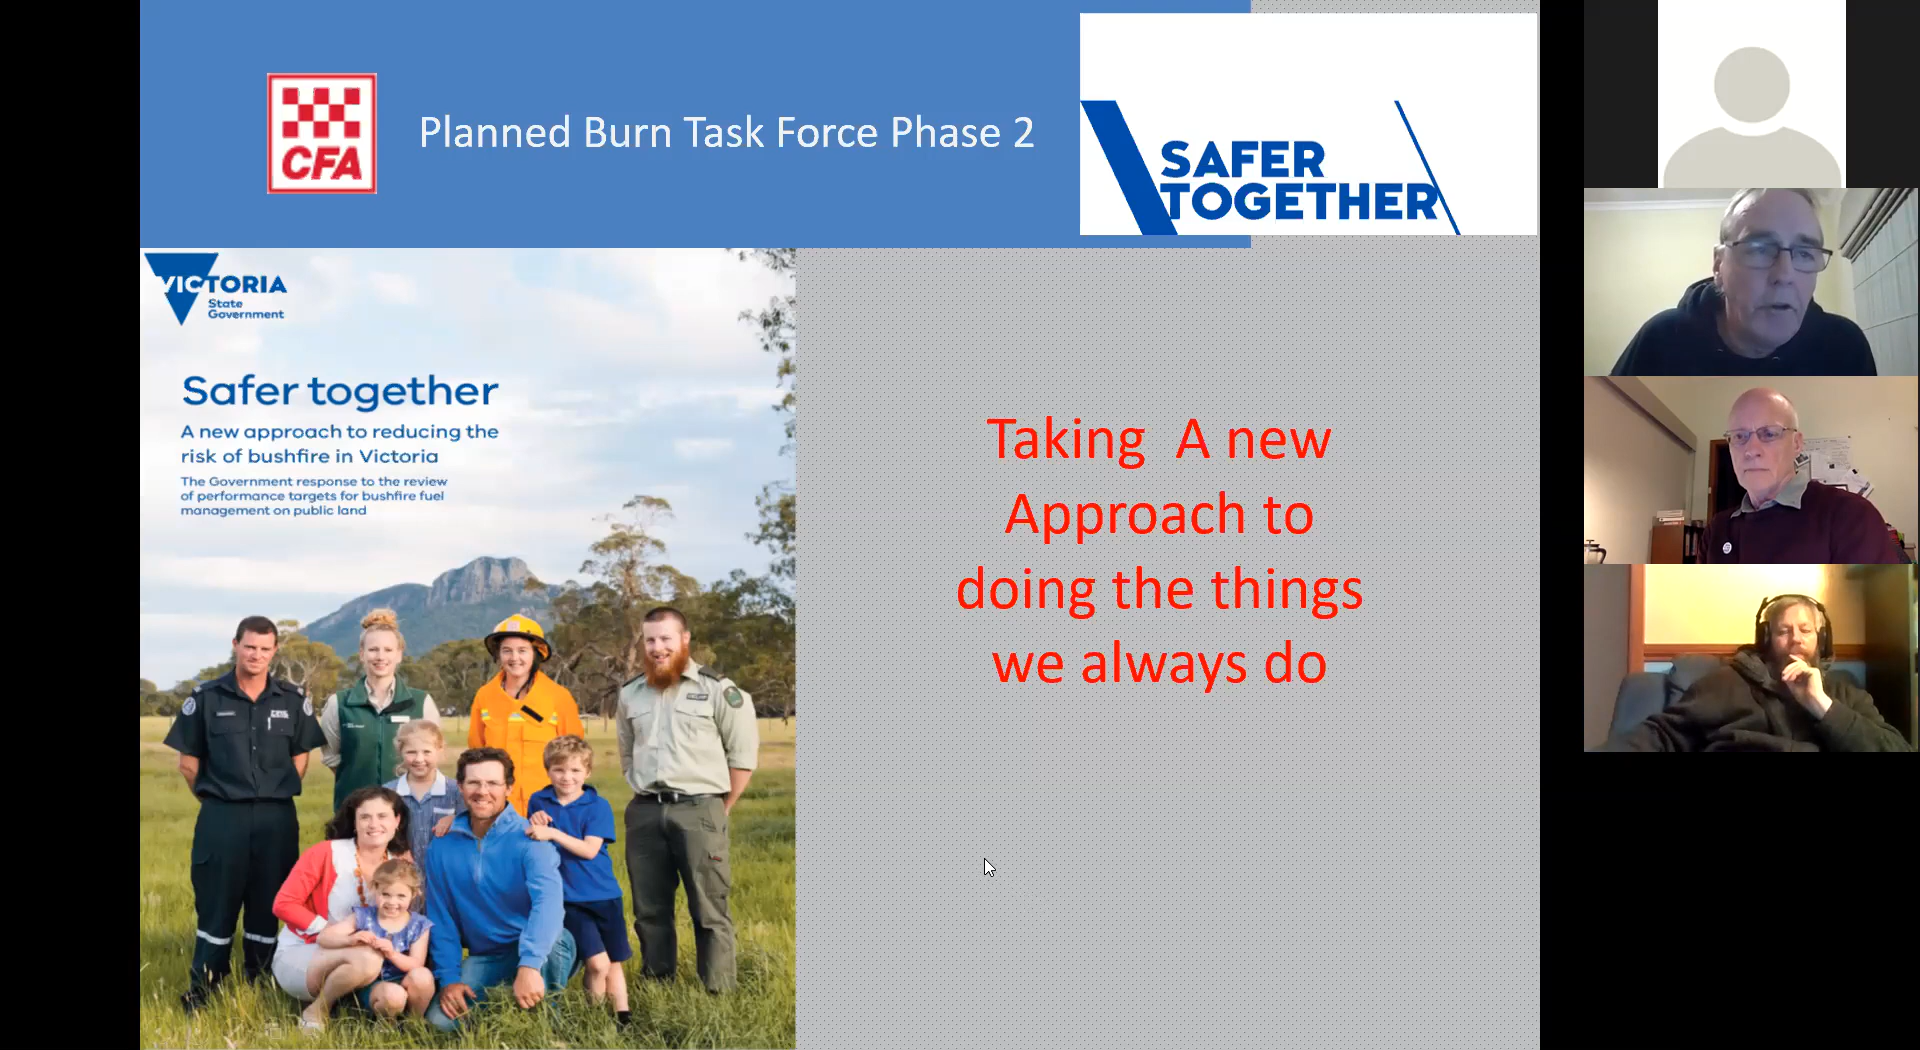 CFA
Planned Burn Task Force Phase 2
SAFER
TOGETHER
VICTORIA
State
Government
Safer together
A new approach to reducing the
risk of bushfire in Victoria
The Government response to the review
of performance targets for bushfire fuel
management on public land
Taking  A new
Approach to
doing the things
we always do